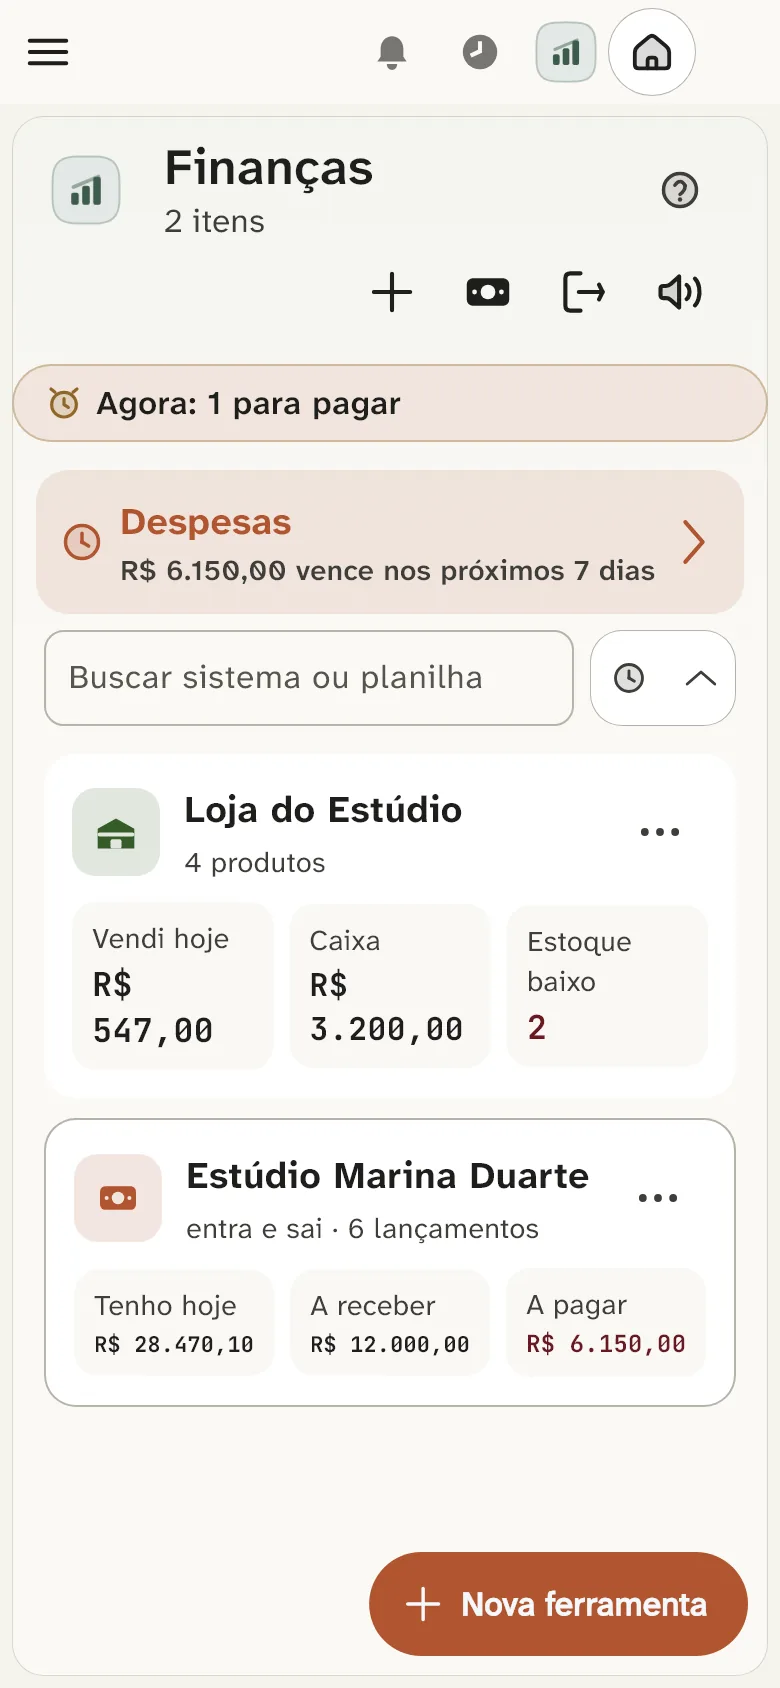 Finanças
2 itens
Agora: 1 para pagar
Despesas
R$ 6.150,00 vence nos próximos 7 dias
Buscar sistema ou planilha
Loja do Estúdio
4 produtos
Vendi hoje
R$
547,00
Caixa
R$
3.200,00
Estoque
baixo
2
Estúdio Marina Duarte
entra e sai · 6 lançamentos
Tenho hoje
R$ 28.470,10
A receber
R$ 12.000,00
A pagar
R$ 6.150,00
Nova ferramenta